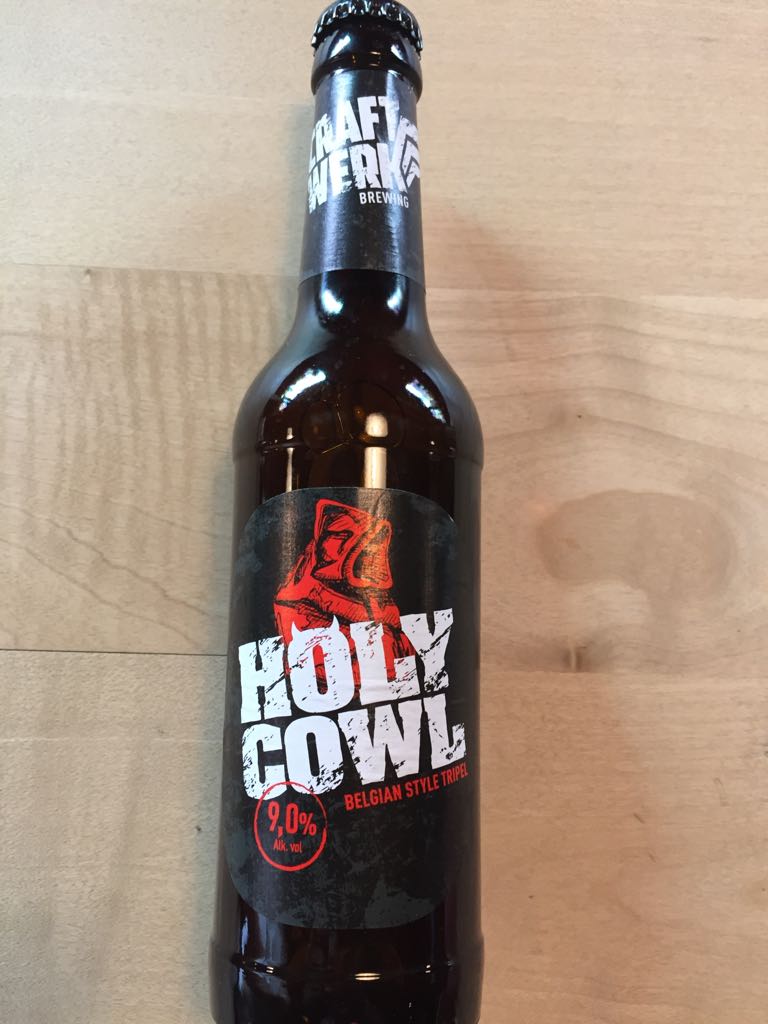 CRAFT
WERK
BREWING
HOLY
COWL
BELGIAN STYLE TRIPEL
9,0%
Alk. vol